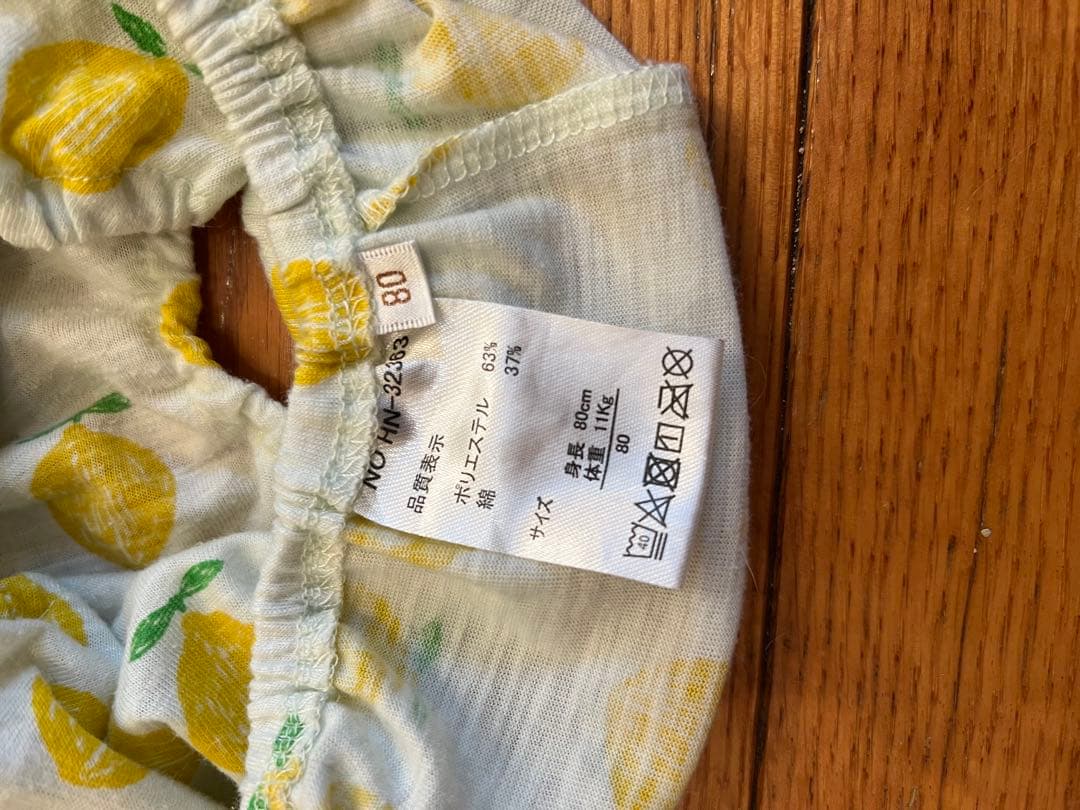 80
NO HN-32363
品質表示
ポリエステル 63%
綿 37%
サイズ
身長 80cm
体重 11Kg
80
40